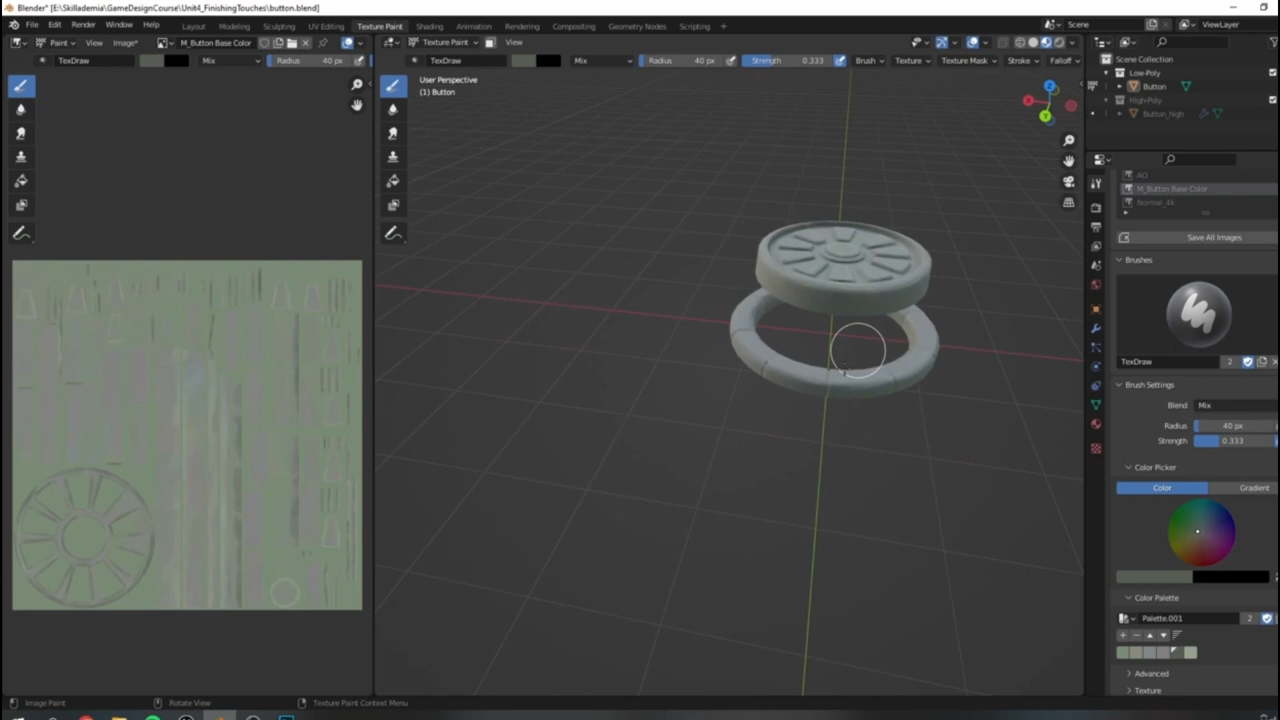 Blender* [E:\Skillademia\GameDesignCourse\Unit4_FinishingTouches\button.blend]
File Edit Render Window Help Layout Modeling Sculpting UV Editing Texture Paint Shading Animation Rendering Compositing Geometry Nodes Scripting Scene ViewLayer
Paint View Image* M_Button Base Color Texture Paint View
TexDraw Mix Radius 40 px TexDraw Mix Radius 40 px Strength 0.333 Brush Texture Texture Mask Stroke Falloff
Scene Collection
Low-Poly
Button
High-Poly
Button_high
User Perspective
(1) Button
X
Y
Z
AO
M_Button Base Color
Normal_4k
Save All Images
Brushes
TexDraw 2
Brush Settings
Blend Mix
Radius 40 px
Strength 0.333
Color Picker
Color Gradient
Color Palette
Palette.001 2
Advanced
Texture
Image Paint Rotate View Texture Paint Context Menu